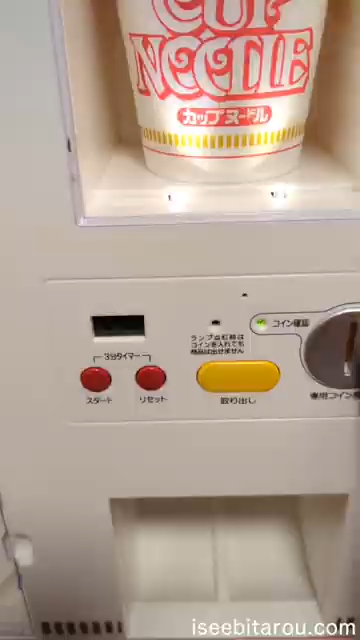 CUP
NOODLE
カップヌードル
3分タイマー
スタート
リセット
ランプ点灯時は
コインを入れても
商品は出せません
コイン確認
取り出し
専用コイン
iseebitarou.com